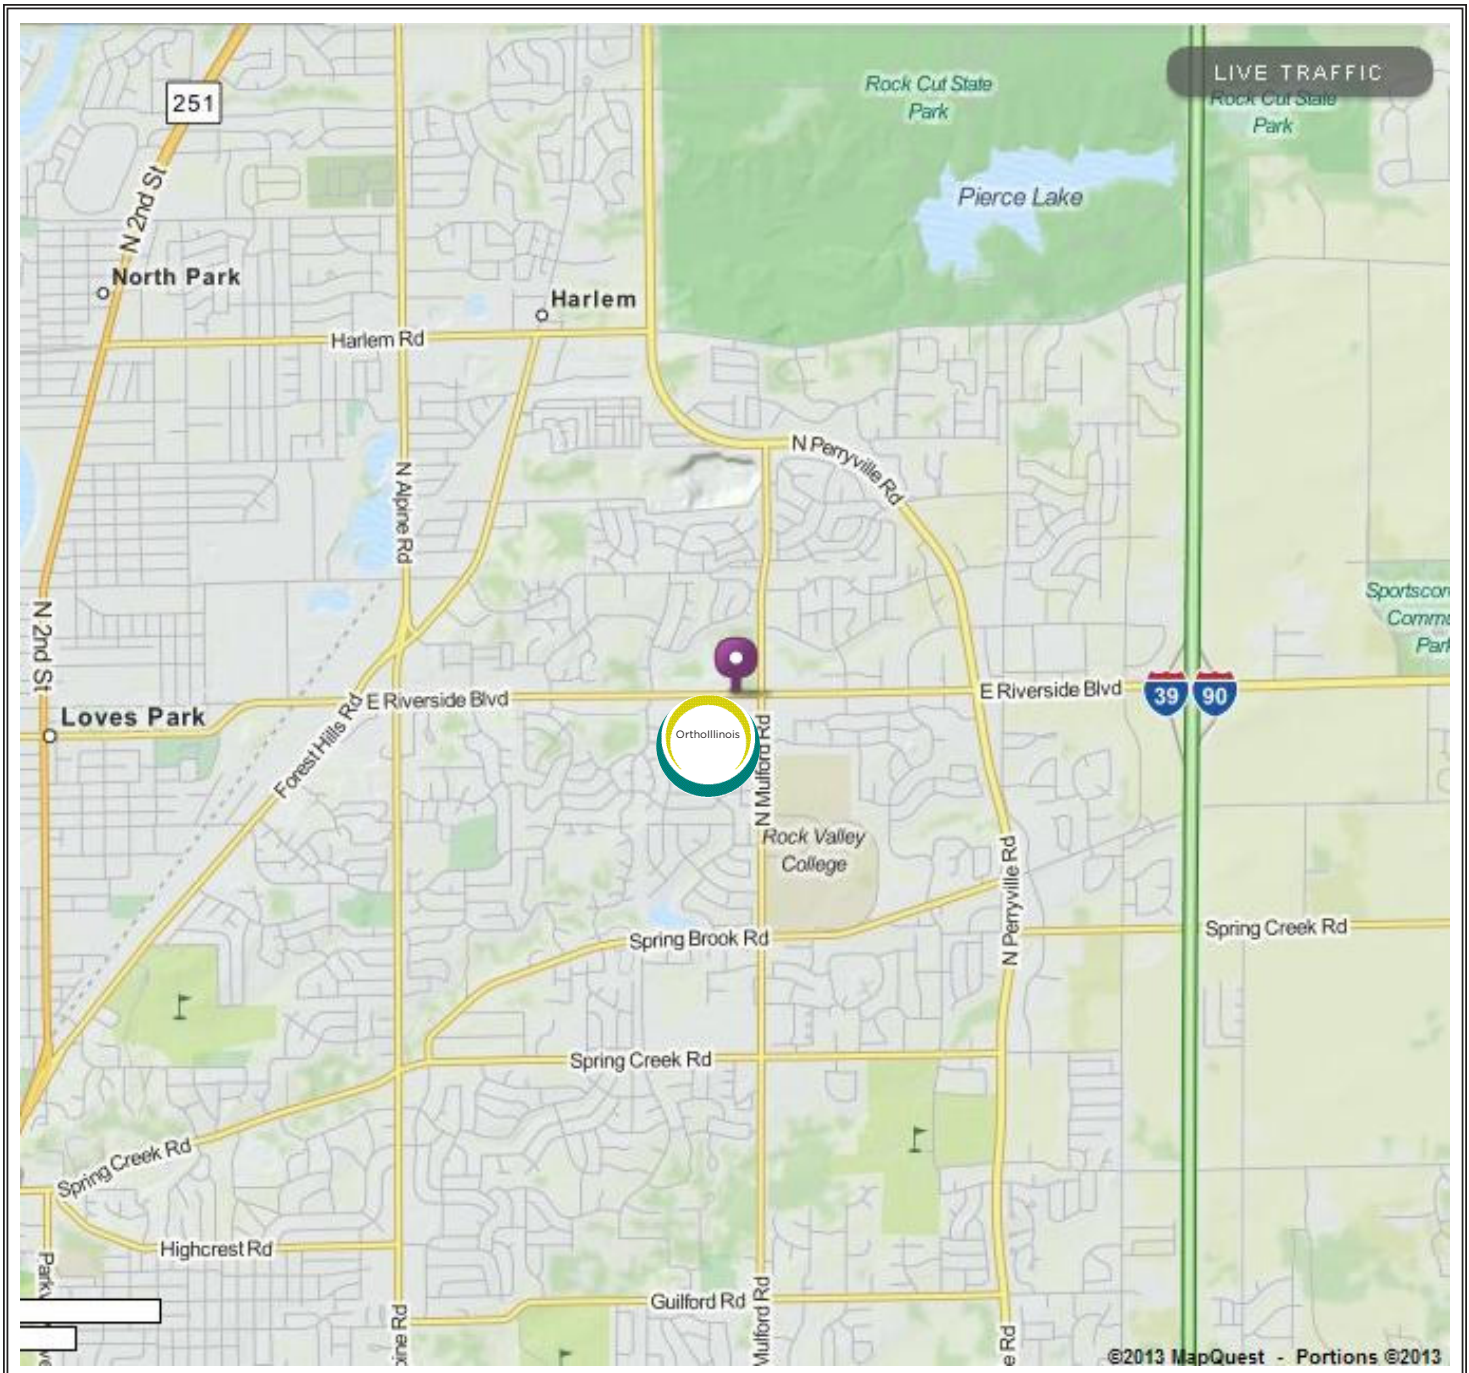 LIVE TRAFFIC
Rock Cut State
Park
Rock Cut State
Park
251
N 2nd St
Pierce Lake
North Park
Harlem
Harlem Rd
N Perryville Rd
N Alpine Rd
N 2nd St
E Riverside Blvd
E Riverside Blvd
39
90
Loves Park
Forest Hills Rd
OrthoIllinois
N Mulford Rd
Rock Valley
College
N Perryville Rd
Spring Brook Rd
Spring Creek Rd
Spring Creek Rd
Spring Creek Rd
Highcrest Rd
Guilford Rd
Mulford Rd
©2013 MapQuest - Portions ©2013